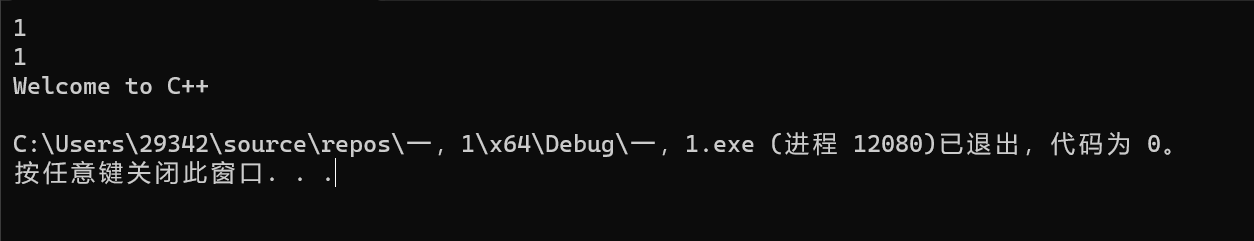 1
1
Welcome to C++
C:\Users\29342\source\repos\一，1\x64\Debug\一，1.exe (进程 12080)已退出，代码为 0。
按任意键关闭此窗口. . .